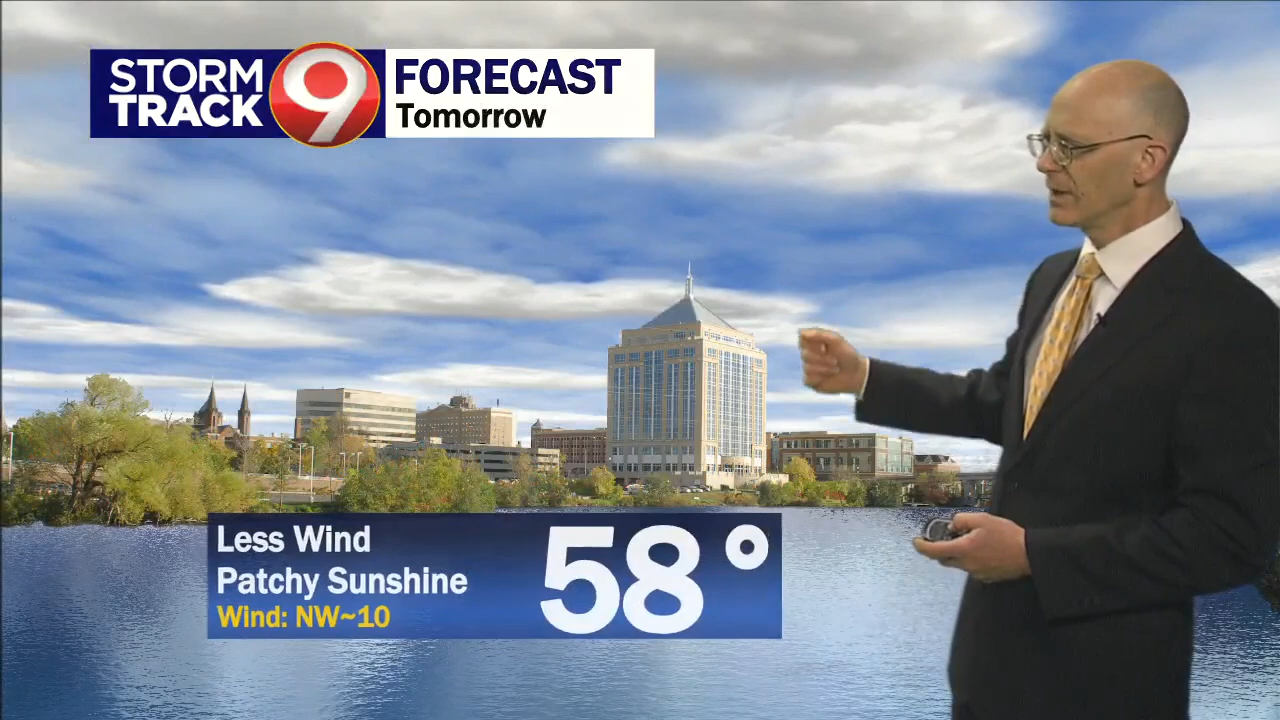 STORM
TRACK 9
FORECAST
Tomorrow
Less Wind
Patchy Sunshine
Wind: NW~10
58°